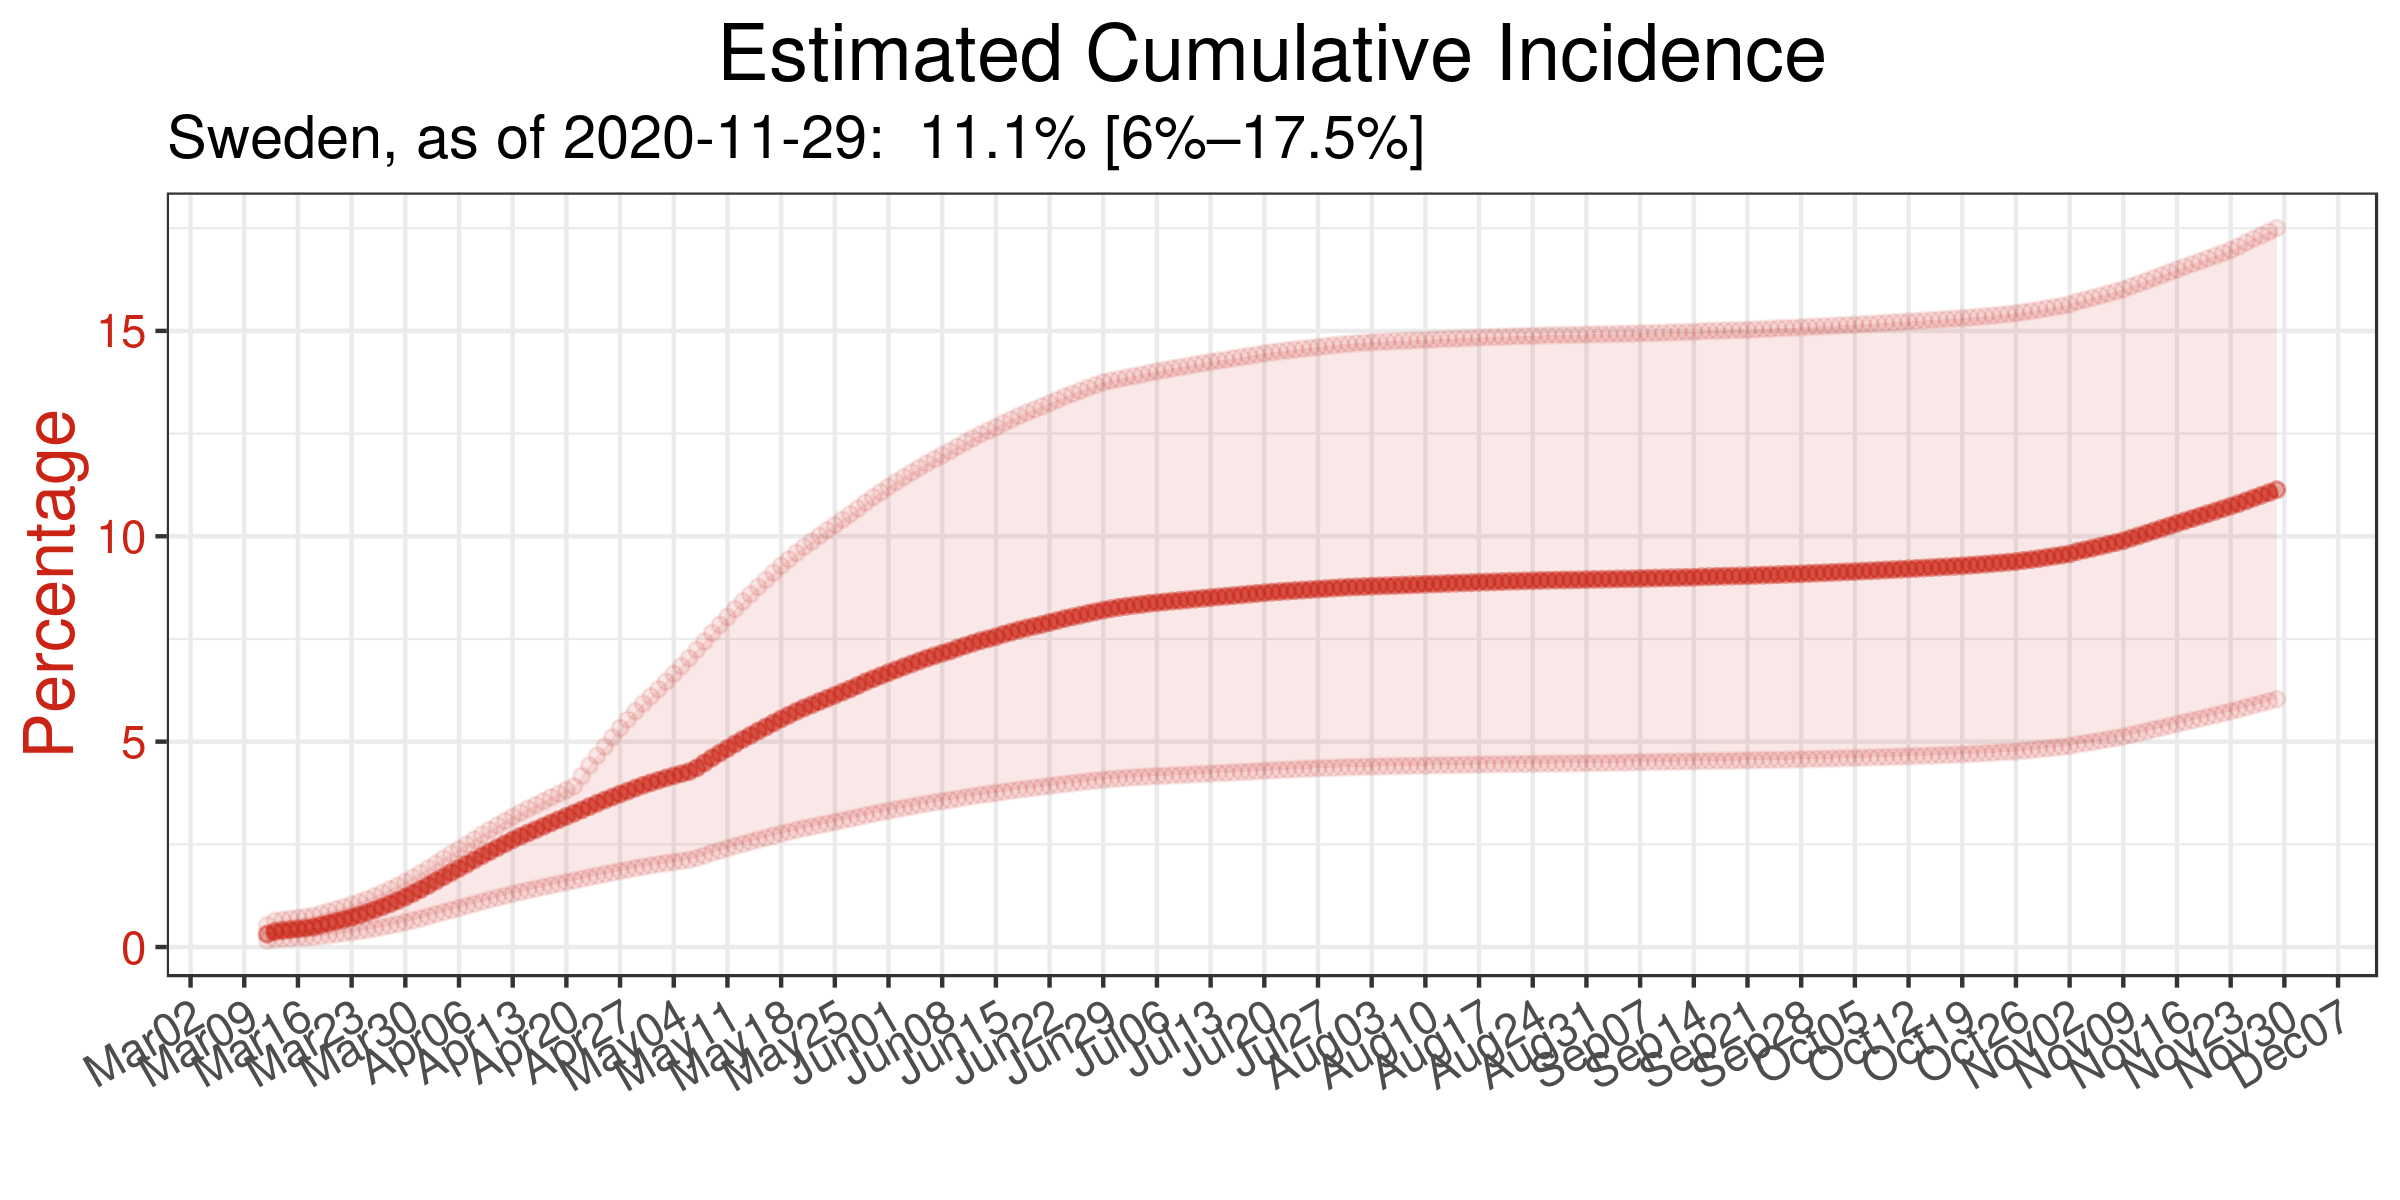 Estimated Cumulative Incidence
Sweden, as of 2020-11-29:  11.1% [6%–17.5%]
Percentage
15
10
5
0
Mar02
Mar09
Mar16
Mar23
Mar30
Apr06
Apr13
Apr20
Apr27
May04
May11
May18
May25
Jun01
Jun08
Jun15
Jun22
Jun29
Jul06
Jul13
Jul20
Jul27
Aug03
Aug10
Aug17
Aug24
Aug31
Sep07
Sep14
Sep21
Sep28
Oct05
Oct12
Oct19
Oct26
Nov02
Nov09
Nov16
Nov23
Nov30
Dec07